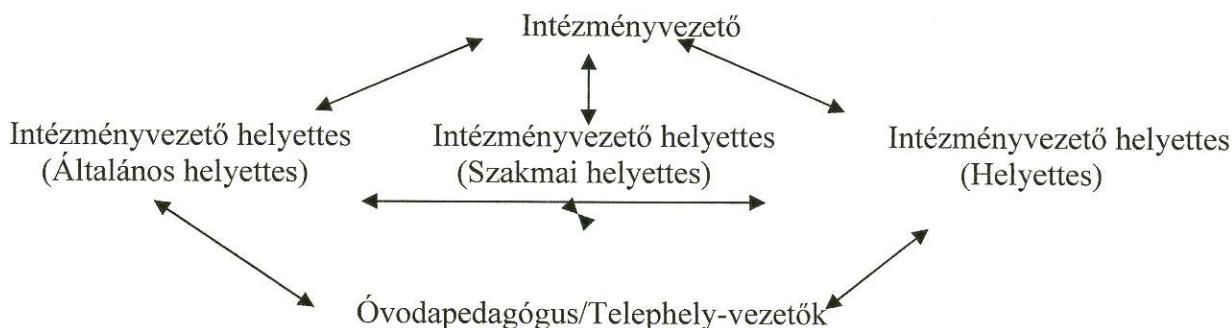 Intézményvezető
Intézményvezető helyettes
(Általános helyettes)
Intézményvezető helyettes
(Szakmai helyettes)
Intézményvezető helyettes
(Helyettes)
Óvodapedagógus/Telephely-vezetők